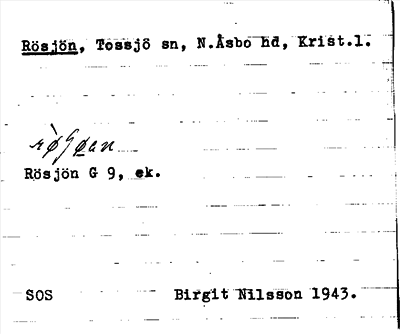 Rösjön, Tossjö sn, N.Åsbo hd, Krist.l.
Rösjön G 9, ek.
SOS Birgit Nilsson 1943.